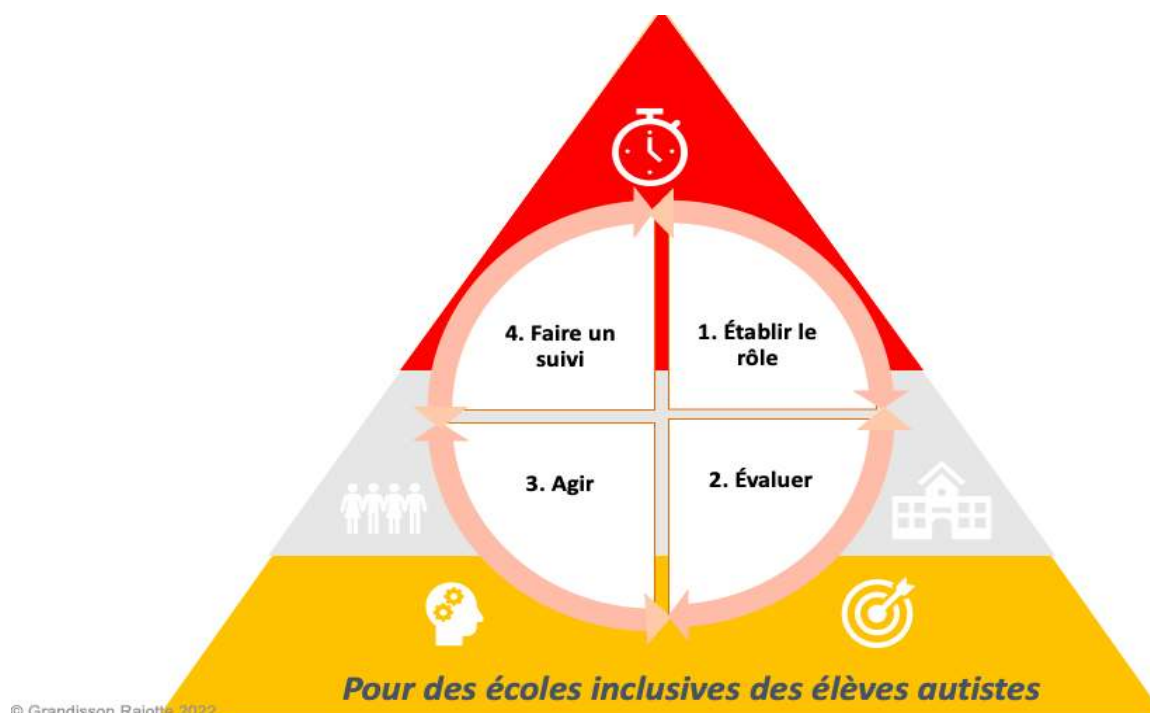 1. Établir le
rôle
2. Évaluer
3. Agir
4. Faire un
suivi
Pour des écoles inclusives des élèves autistes
© Grandisson Rajotte 2022